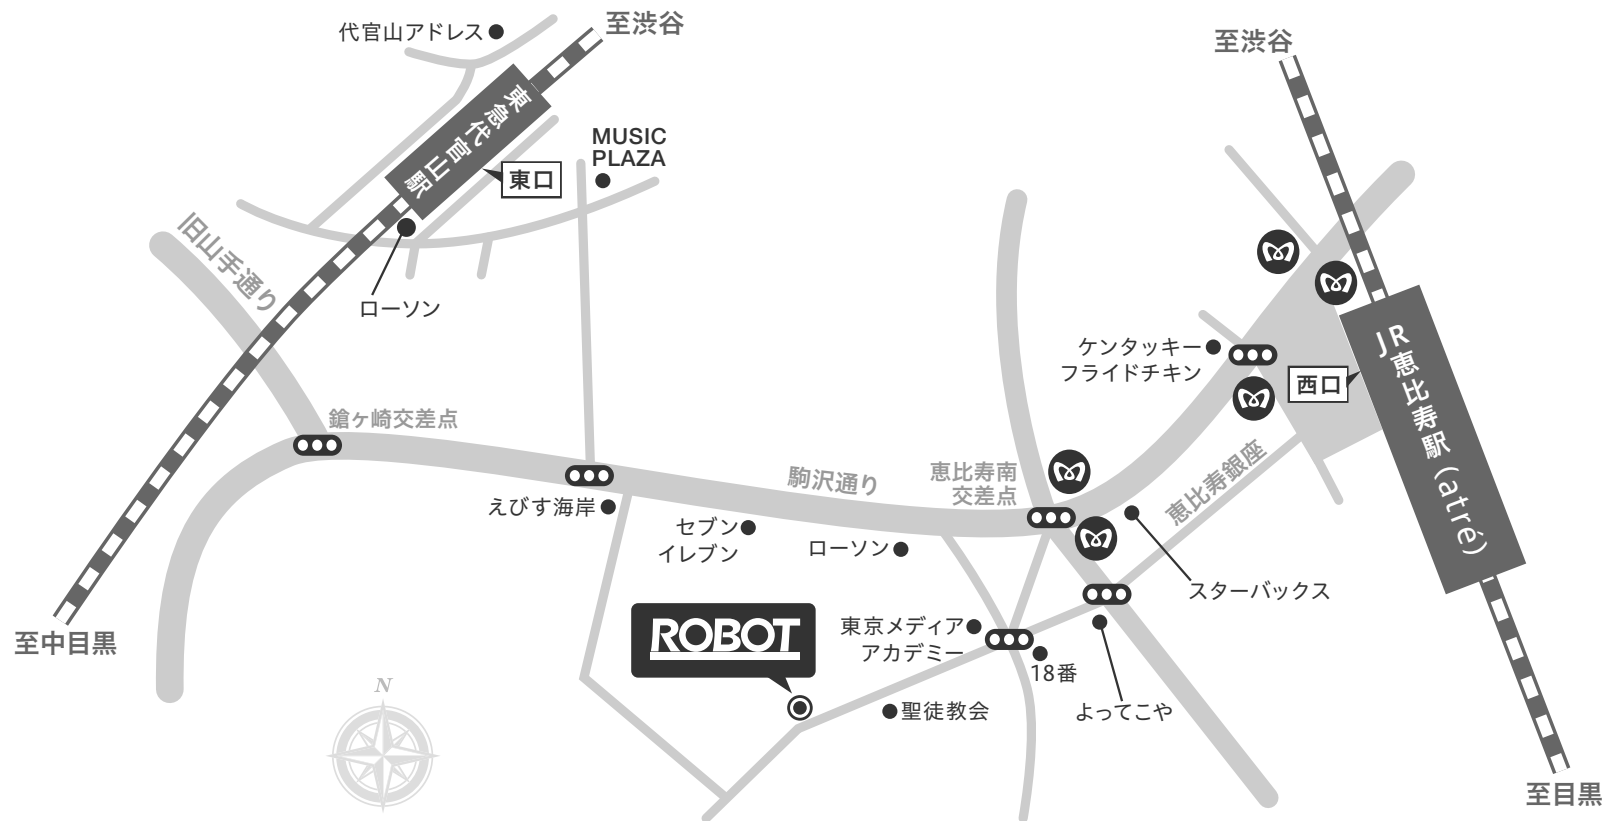 代官山アドレス
至渋谷
東急代官山駅
MUSIC
PLAZA
東口
旧山手通り
ローソン
至渋谷
ケンタッキー
フライドチキン
西口
JR恵比寿駅(atré)
鎗ヶ崎交差点
駒沢通り
恵比寿南
交差点
恵比寿銀座
えびす海岸
セブン
イレブン
ローソン
スターバックス
ROBOT
東京メディア
アカデミー
18番
聖徒教会
よってこや
至中目黒
N
至目黒